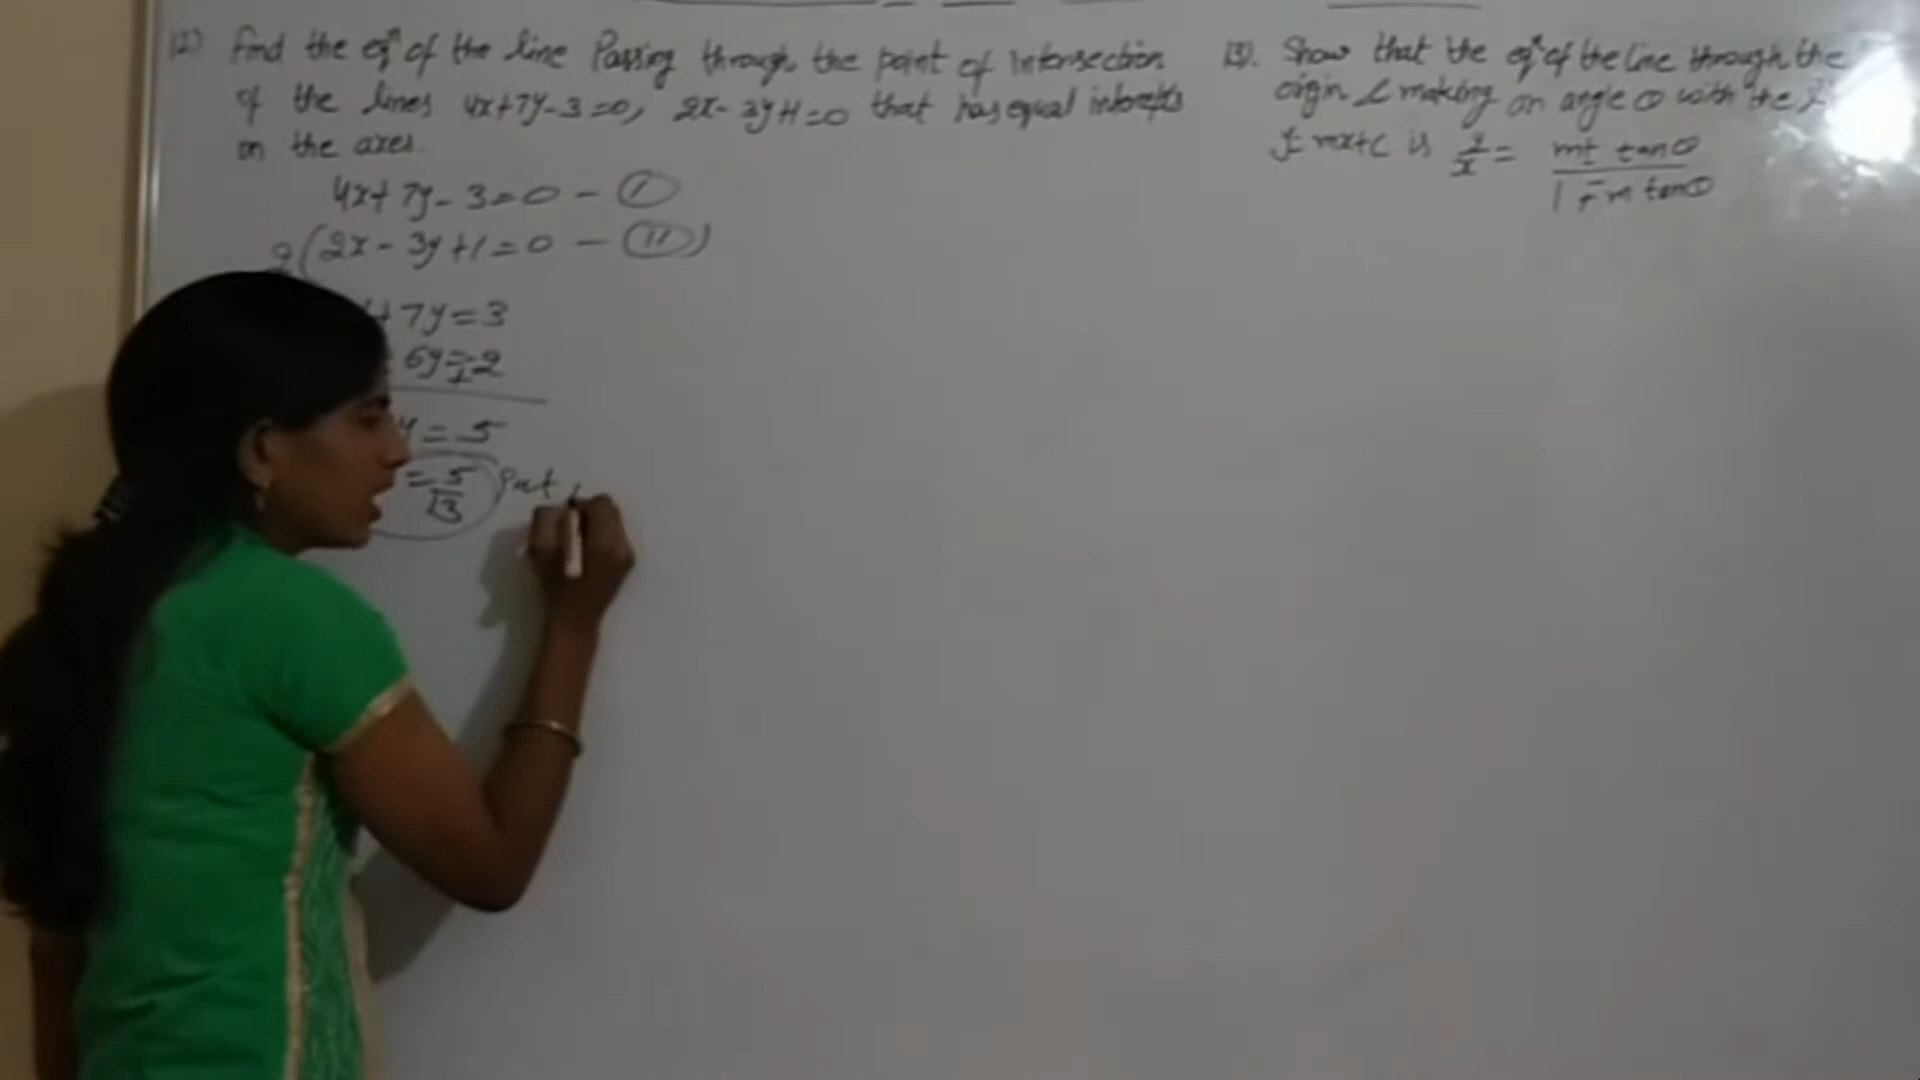 12) Find the eqn of the line Passing through the point of intersection
of the lines 4x+7y-3=0, 2x-3y+1=0 that has equal intercepts
on the axes.
4x+7y-3=0 - (I)
2(2x-3y+1=0 - (II))
+7y=3
6y=-2
+
y=5
=5/13 Put
13). Show that the eqn of the line through the
origin & making an angle θ with the
y=mx+c is y/x = m± tanθ / 1∓m tanθ